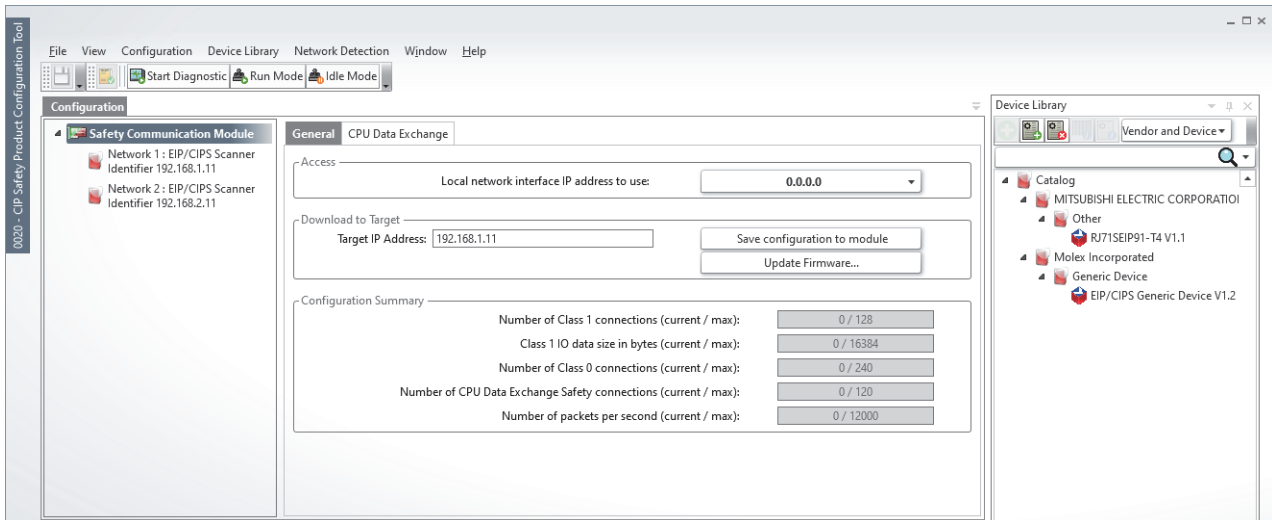 0020 - CIP Safety Product Configuration Tool
File View Configuration Device Library Network Detection Window Help
Start Diagnostic Run Mode Idle Mode
Configuration
Safety Communication Module
Network 1 : EIP/CIPS Scanner
Identifier 192.168.1.11
Network 2 : EIP/CIPS Scanner
Identifier 192.168.2.11
General CPU Data Exchange
Access
Local network interface IP address to use: 0.0.0.0
Download to Target
Target IP Address: 192.168.1.11 Save configuration to module
Update Firmware...
Configuration Summary
Number of Class 1 connections (current / max): 0 / 128
Class 1 IO data size in bytes (current / max): 0 / 16384
Number of Class 0 connections (current / max): 0 / 240
Number of CPU Data Exchange Safety connections (current / max): 0 / 120
Number of packets per second (current / max): 0 / 12000
Device Library
Vendor and Device
Catalog
MITSUBISHI ELECTRIC CORPORATIOI
Other
RJ71SEIP91-T4 V1.1
Molex Incorporated
Generic Device
EIP/CIPS Generic Device V1.2